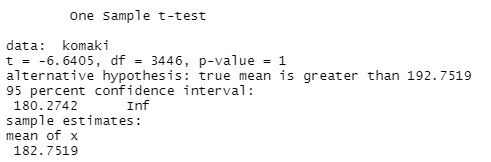 One Sample t-test
data: komaki
t = -6.6405, df = 3446, p-value = 1
alternative hypothesis: true mean is greater than 192.7519
95 percent confidence interval:
180.2742 Inf
sample estimates:
mean of x
182.7519